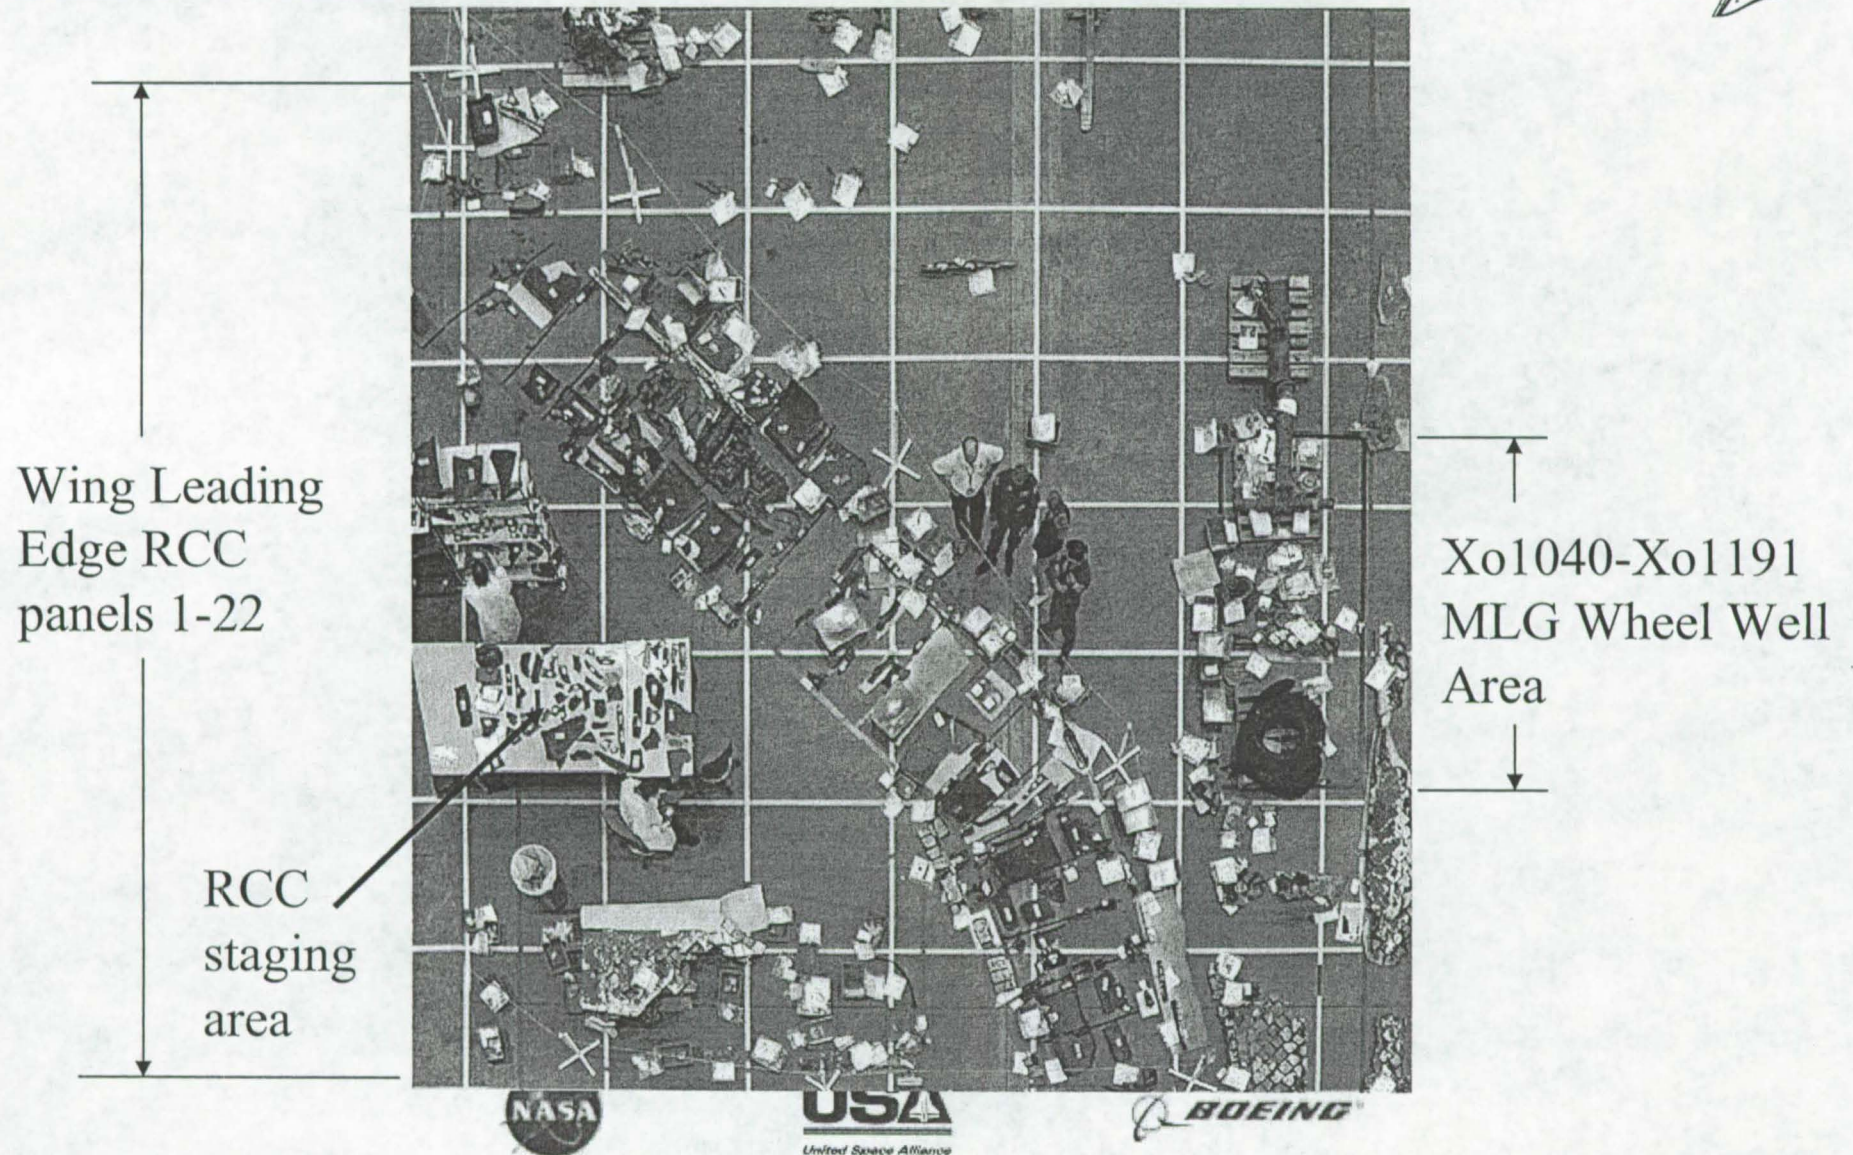 Wing Leading
Edge RCC
panels 1-22
RCC
staging
area
Xo1040-Xo1191
MLG Wheel Well
Area
NASA
USA
United Space Alliance
BOEING